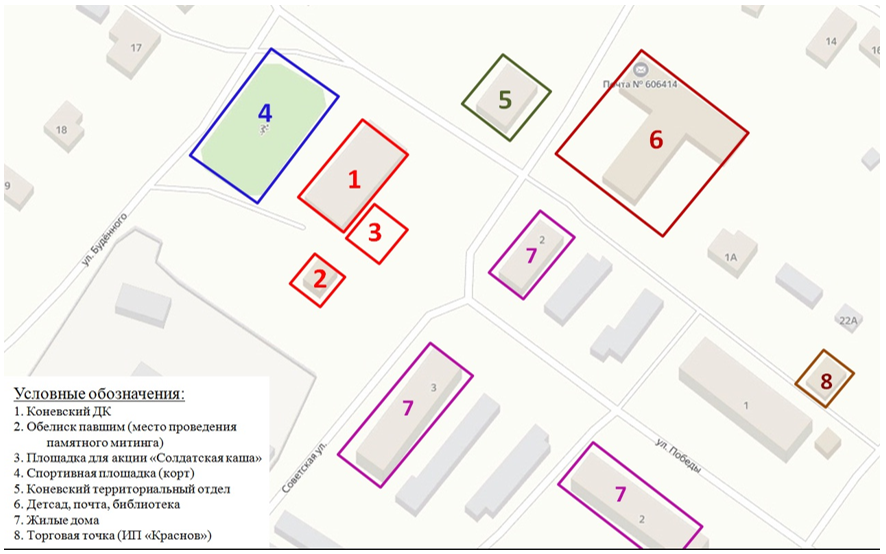 17
14
16
Почта № 606414
4
5
6
18
1
9
3
ул. Будённого
2
7
2
1А
22А
8
3
7
1
Условные обозначения:
1. Коневский ДК
2. Обелиск павшим (место проведения
памятного митинга)
3. Площадка для акции «Солдатская каша»
4. Спортивная площадка (корт)
5. Коневский территориальный отдел
6. Детсад, почта, библиотека
7. Жилые дома
8. Торговая точка (ИП «Краснов»)
Советская ул.
ул. Победы
7
2